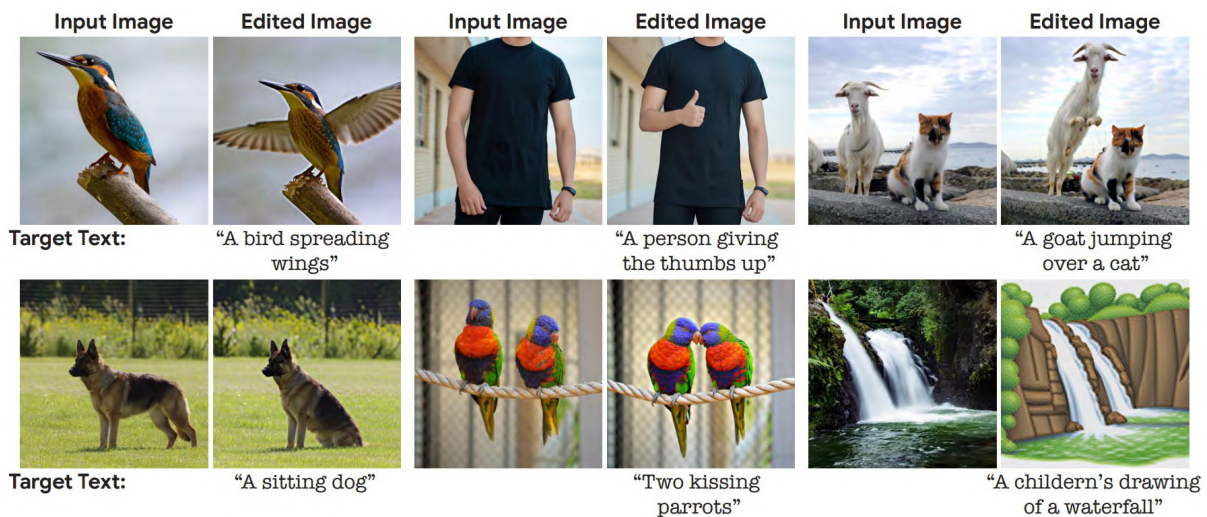 Input Image Edited Image Input Image Edited Image Input Image Edited Image
Target Text: “A bird spreading “A person giving “A goat jumping
wings” the thumbs up” over a cat”
Target Text: “A sitting dog” “Two kissing “A childern’s drawing
parrots” of a waterfall”